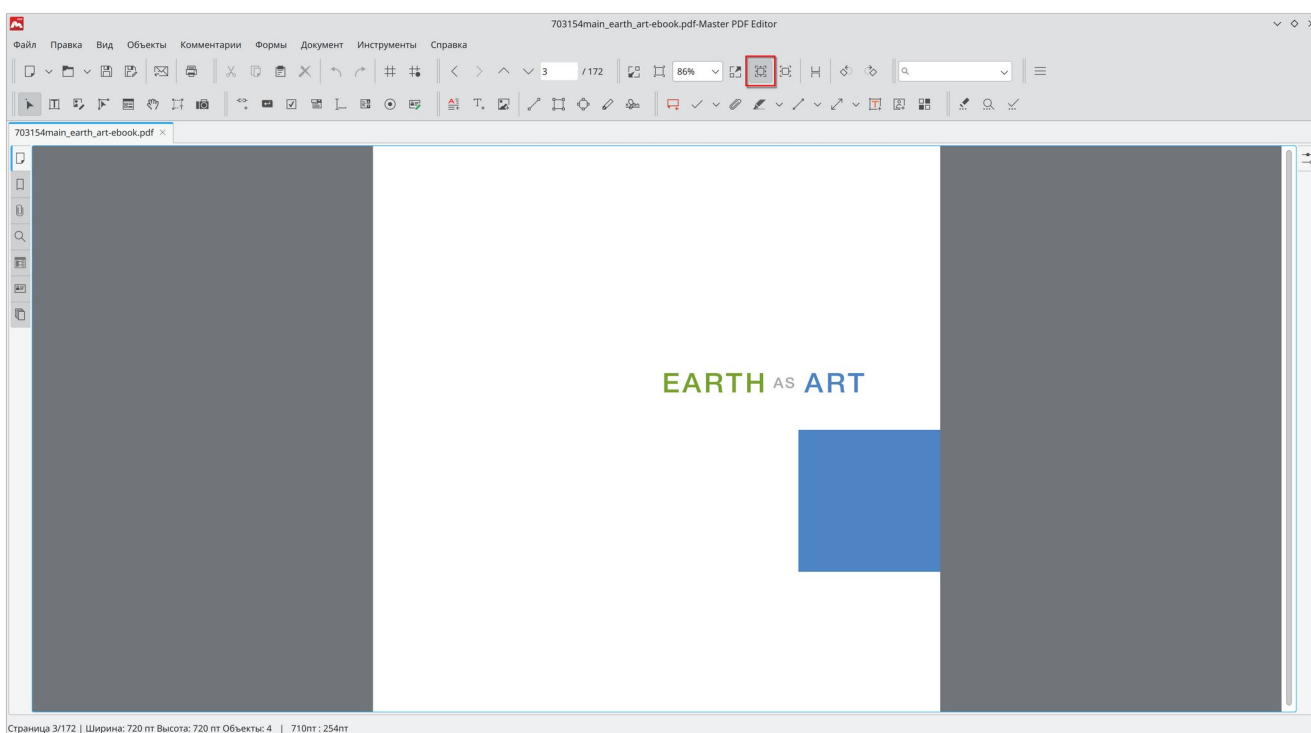 703154main_earth_art-ebook.pdf-Master PDF Editor
Файл Правка Вид Объекты Комментарии Формы Документ Инструменты Справка
3 / 172 86%
703154main_earth_art-ebook.pdf
EARTH AS ART
Страница 3/172 | Ширина: 720 пт Высота: 720 пт Объекты: 4 | 710пт : 254пт